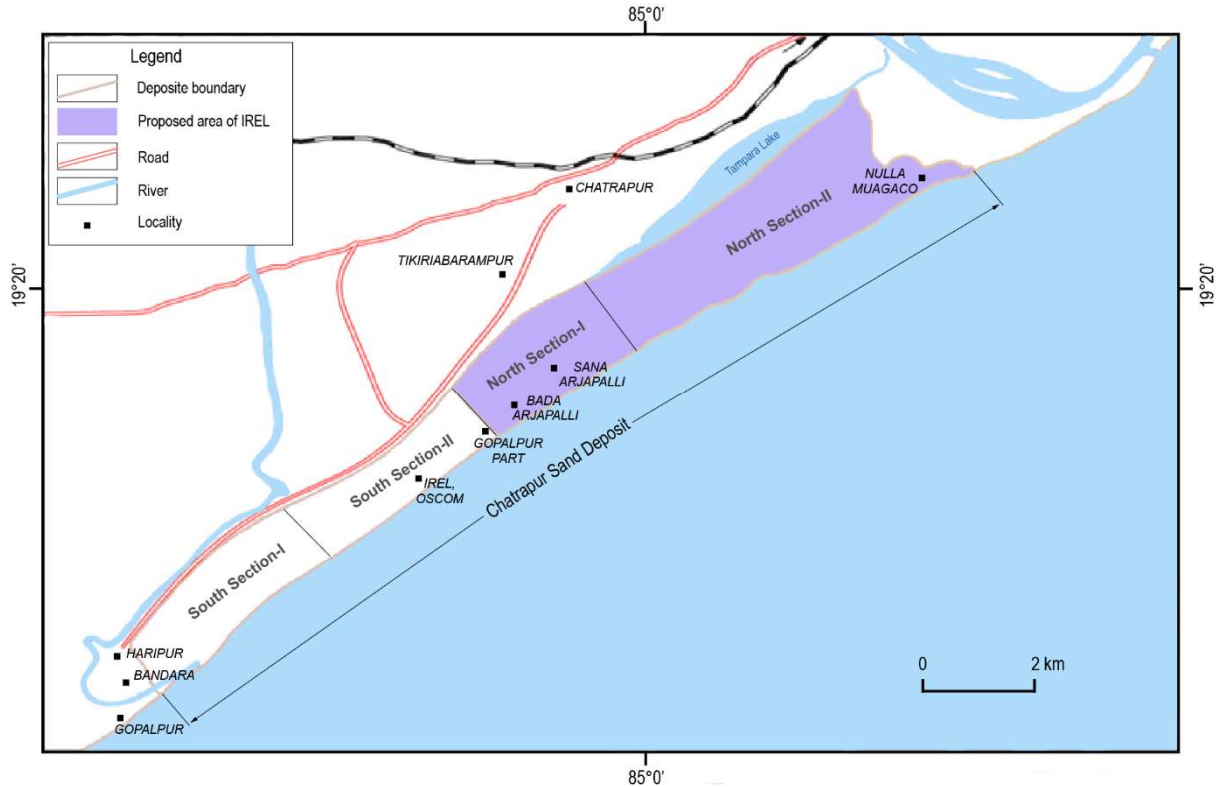 85°0'
Legend
Deposite boundary
Proposed area of IREL
Road
River
Locality
Tampara Lake
NULLA
MUAGACO
CHATRAPUR
North Section-II
TIKIRIABARAMPUR
19°20'
19°20'
North Section-I
SANA
ARJAPALLI
BADA
ARJAPALLI
GOPALPUR
PART
South Section-II
IREL,
OSCOM
Chatrapur Sand Deposit
South Section-I
HARIPUR
BANDARA
GOPALPUR
0 2 km
85°0'